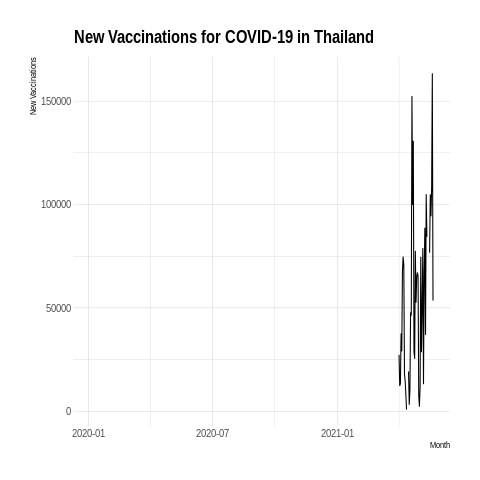 New Vaccinations for COVID-19 in Thailand
New Vaccinations
150000
100000
50000
0
2020-01 2020-07 2021-01
Month